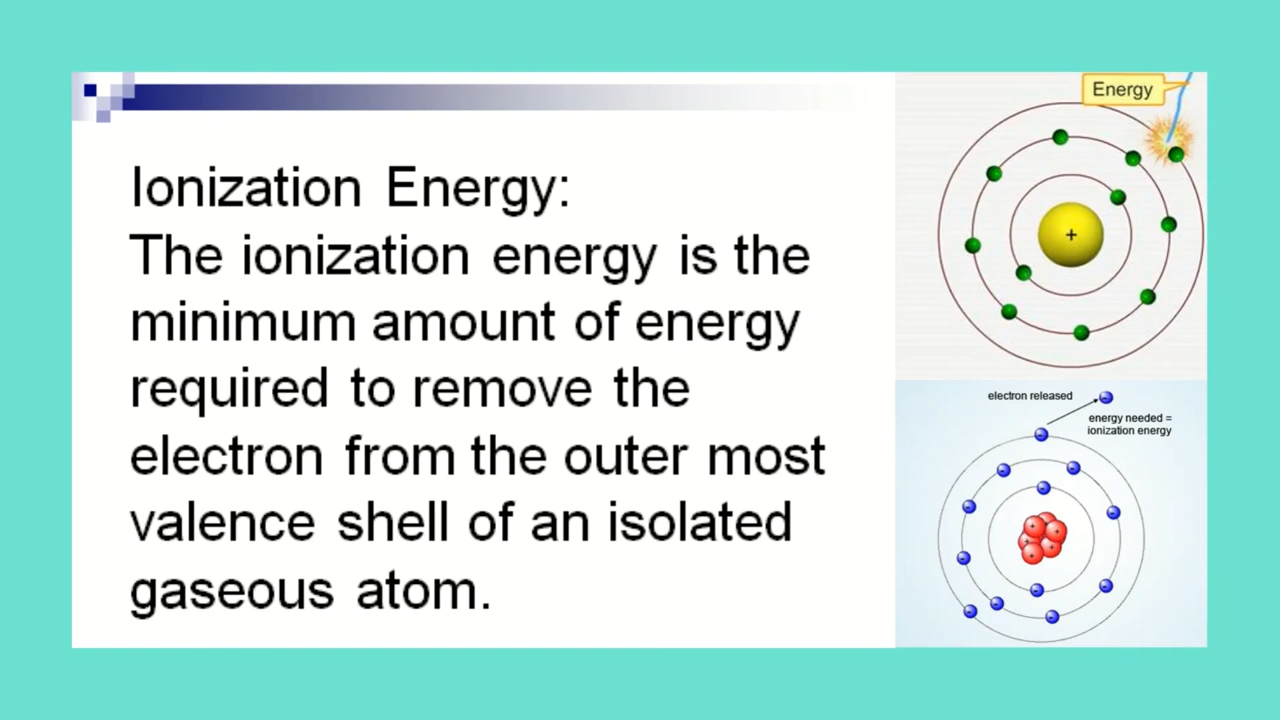 Ionization Energy:
The ionization energy is the
minimum amount of energy
required to remove the
electron from the outer most
valence shell of an isolated
gaseous atom.
Energy
+
electron released
energy needed =
ionization energy